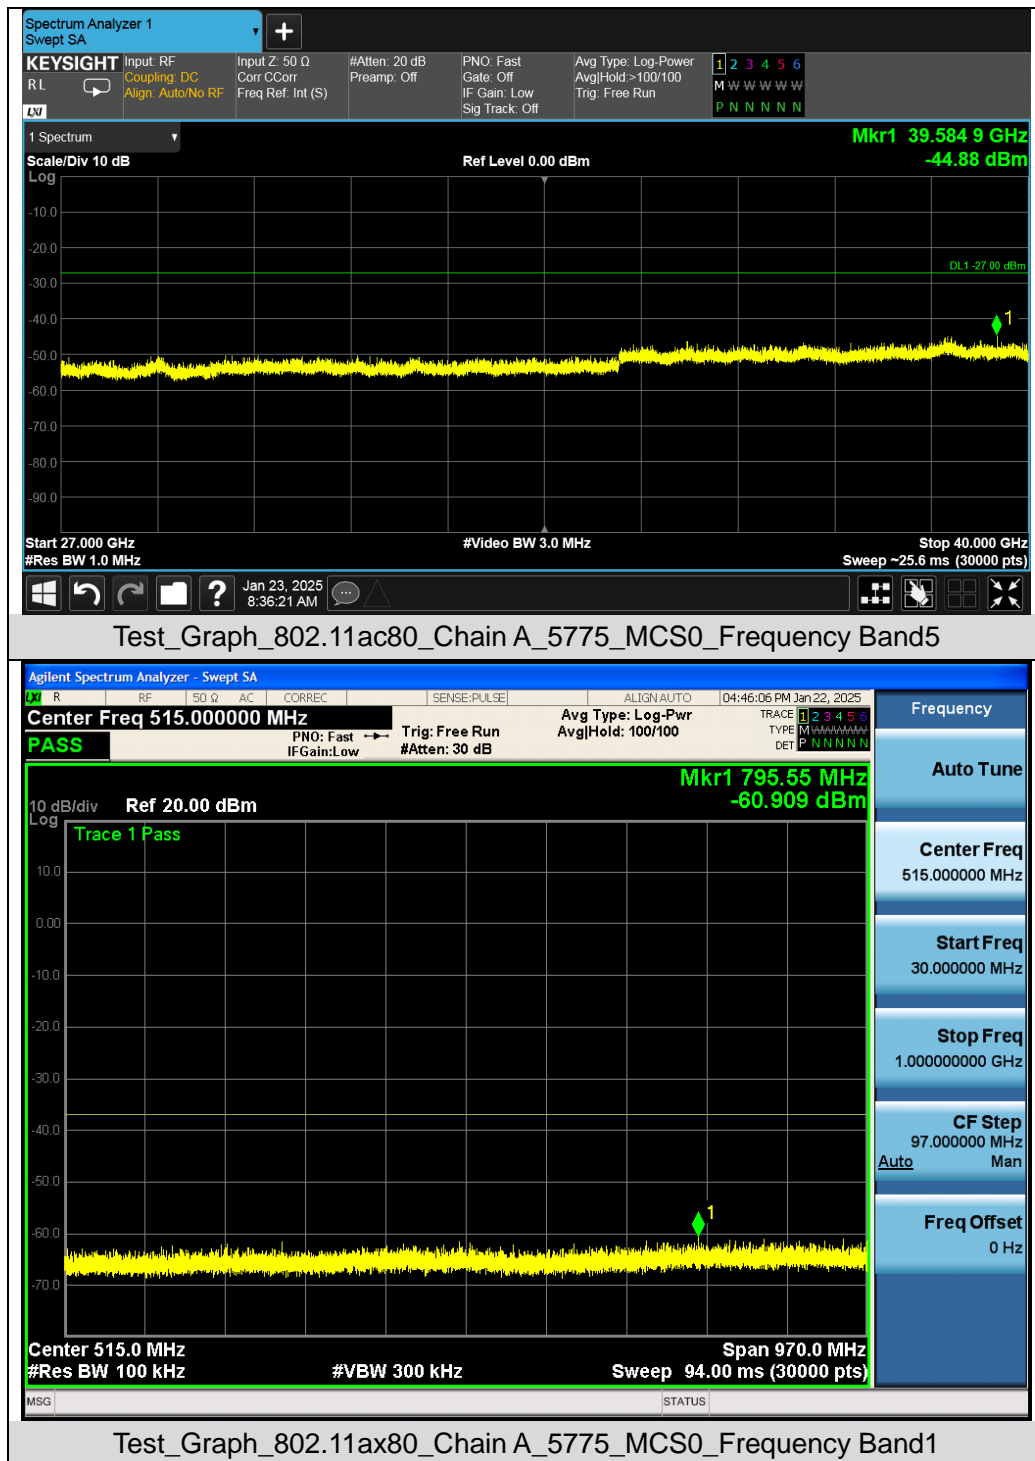 Spectrum Analyzer 1
Swept SA
+
KEYSIGHT
R L
LXI
Input: RF
Coupling: DC
Align: Auto/No RF
Input Z: 50 Ω
Corr CCorr
Freq Ref: Int (S)
#Atten: 20 dB
Preamp: Off
PNO: Fast
Gate: Off
IF Gain: Low
Sig Track: Off
Avg Type: Log-Power
Avg|Hold:>100/100
Trig: Free Run
1 2 3 4 5 6
M W W W W W
P N N N N N
1 Spectrum
Mkr1 39.584 9 GHz
-44.88 dBm
Scale/Div 10 dB
Ref Level 0.00 dBm
Log
-10.0
-20.0
DL1 -27.00 dBm
-30.0
-40.0
1
-50.0
-60.0
-70.0
-80.0
-90.0
Start 27.000 GHz
#Video BW 3.0 MHz
Stop 40.000 GHz
#Res BW 1.0 MHz
Sweep ~25.6 ms (30000 pts)
?
Jan 23, 2025
8:36:21 AM
Test_Graph_802.11ac80_Chain A_5775_MCS0_Frequency Band5
Agilent Spectrum Analyzer - Swept SA
LXI R RF 50 Ω AC CORREC SENSE:PULSE ALIGN AUTO 04:46:06 PM Jan 22, 2025
Center Freq 515.000000 MHz
PASS
PNO: Fast
IFGain:Low
Trig: Free Run
#Atten: 30 dB
Avg Type: Log-Pwr
Avg|Hold: 100/100
TRACE 1 2 3 4 5 6
TYPE M W W W W W
DET P N N N N N
Mkr1 795.55 MHz
-60.909 dBm
10 dB/div Ref 20.00 dBm
Log
Trace 1 Pass
10.0
0.00
-10.0
-20.0
-30.0
-40.0
-50.0
1
-60.0
-70.0
Center 515.0 MHz
Span 970.0 MHz
#Res BW 100 kHz
#VBW 300 kHz
Sweep 94.00 ms (30000 pts)
MSG
STATUS
Frequency
Auto Tune
Center Freq
515.000000 MHz
Start Freq
30.000000 MHz
Stop Freq
1.000000000 GHz
CF Step
97.000000 MHz
Auto Man
Freq Offset
0 Hz
Test_Graph_802.11ax80_Chain A_5775_MCS0_Frequency Band1